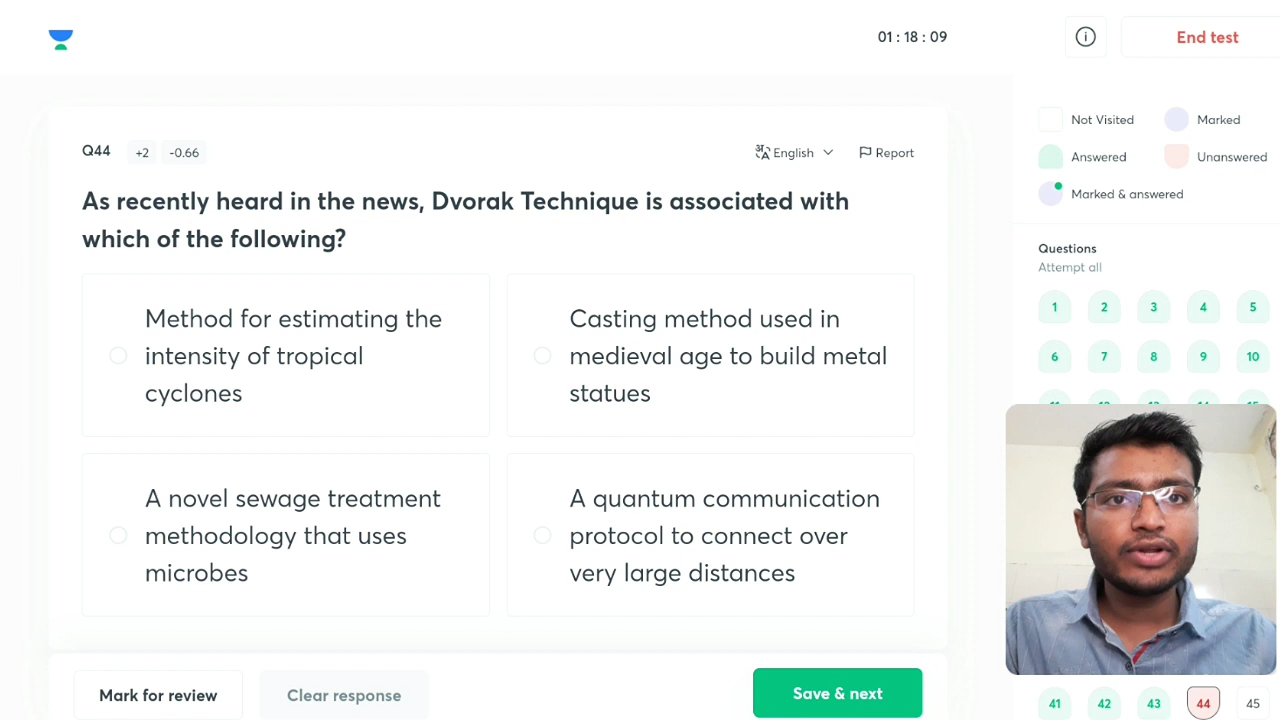 01 : 18 : 09
End test
Q44
+2
-0.66
English
Report
As recently heard in the news, Dvorak Technique is associated with
which of the following?
Method for estimating the
intensity of tropical
cyclones
Casting method used in
medieval age to build metal
statues
A novel sewage treatment
methodology that uses
microbes
A quantum communication
protocol to connect over
very large distances
Mark for review
Clear response
Save & next
Not Visited
Marked
Answered
Unanswered
Marked & answered
Questions
Attempt all
1 2 3 4 5
6 7 8 9 10
41 42 43 44 45